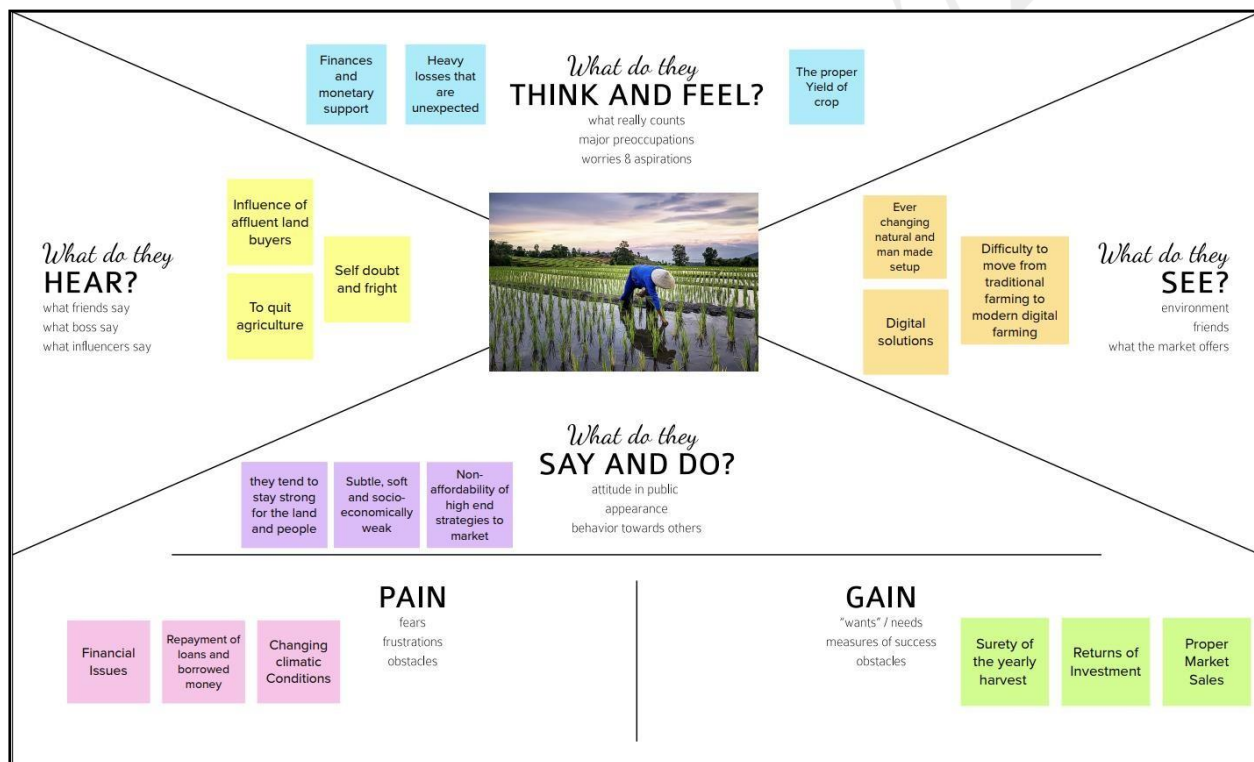 What do they
THINK AND FEEL?
what really counts
major preoccupations
worries & aspirations
Finances
and
monetary
support
Heavy
losses that
are
unexpected
The proper
Yield of
crop
What do they
HEAR?
what friends say
what boss say
what influencers say
Influence of
affluent land
buyers
Self doubt
and fright
To quit
agriculture
Ever
changing
natural and
man made
setup
Difficulty to
move from
traditional
farming to
modern digital
farming
Digital
solutions
What do they
SEE?
environment
friends
what the market offers
What do they
SAY AND DO?
attitude in public
appearance
behavior towards others
they tend to
stay strong
for the land
and people
Subtle, soft
and socio-
economically
weak
Non-
affordability of
high end
strategies to
market
PAIN
fears
frustrations
obstacles
Financial
Issues
Repayment of
loans and
borrowed
money
Changing
climatic
Conditions
GAIN
"wants" / needs
measures of success
obstacles
Surety of
the yearly
harvest
Returns of
Investment
Proper
Market
Sales